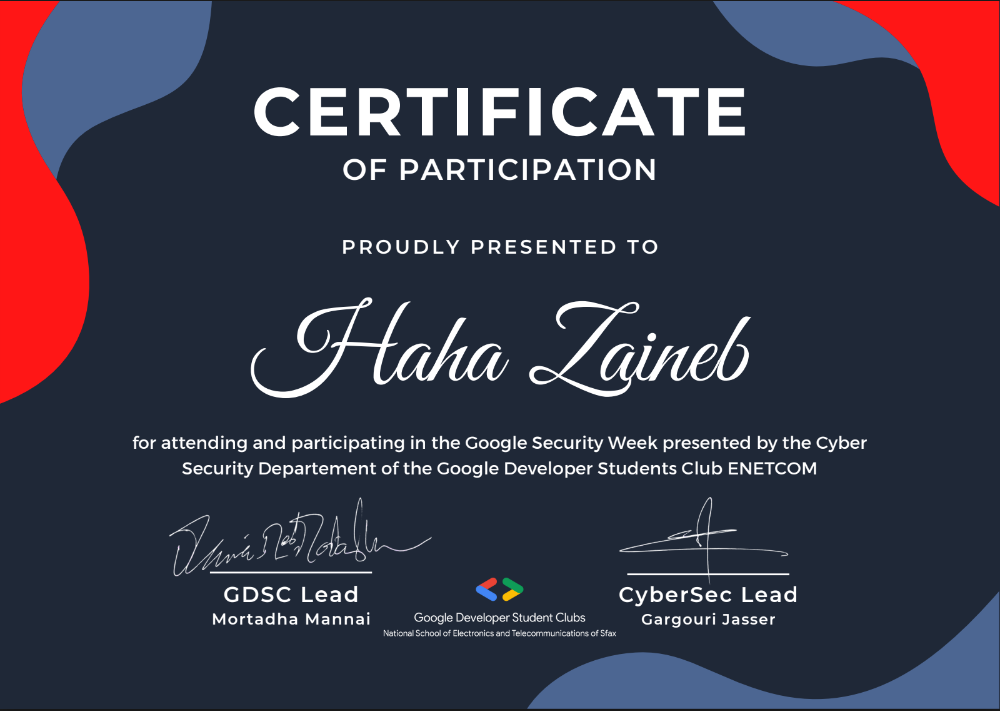 CERTIFICATE
OF PARTICIPATION
PROUDLY PRESENTED TO
Haha Zaineb
for attending and participating in the Google Security Week presented by the Cyber
Security Departement of the Google Developer Students Club ENETCOM
GDSC Lead
Mortadha Mannai
Google Developer Student Clubs
National School of Electronics and Telecommunications of Sfax
CyberSec Lead
Gargouri Jasser